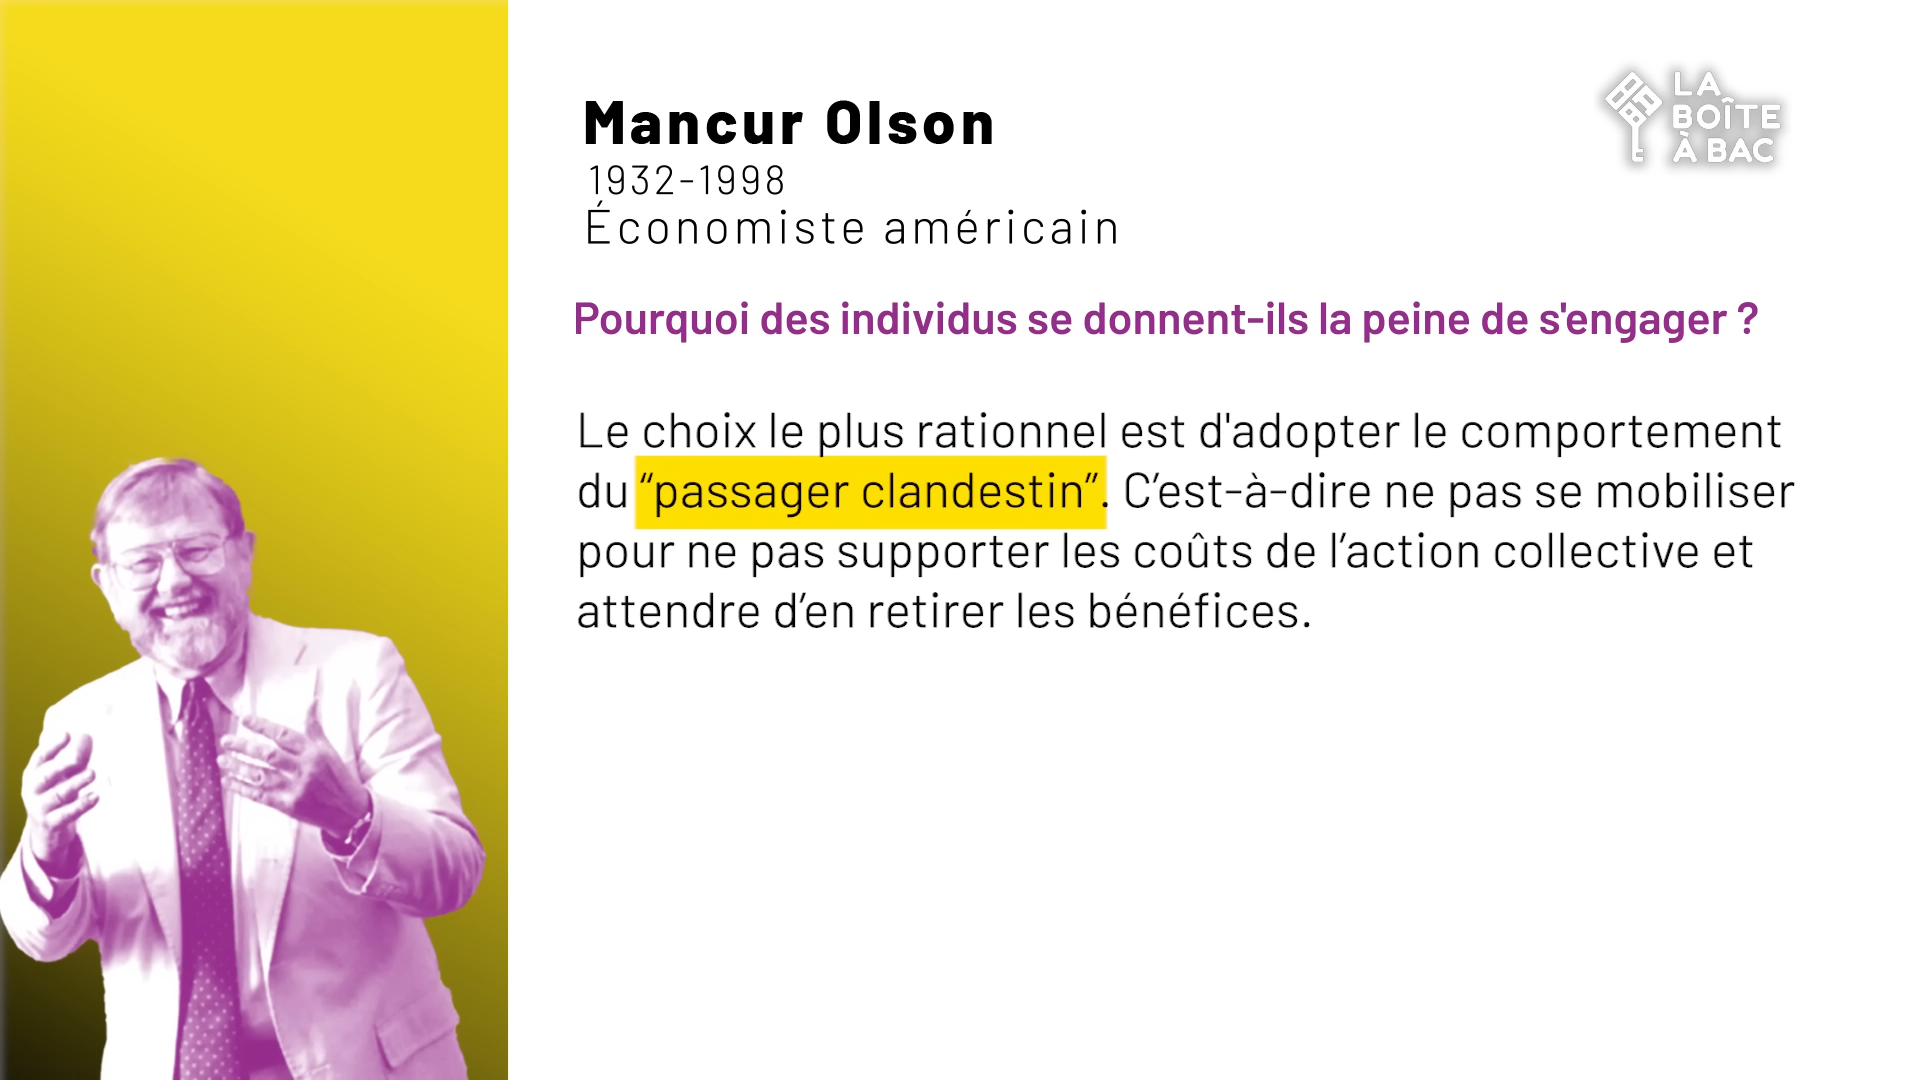 Mancur Olson
1932-1998
Économiste américain
LA
BOÎTE
À BAC
Pourquoi des individus se donnent-ils la peine de s'engager ?
Le choix le plus rationnel est d'adopter le comportement
du “passager clandestin”. C’est-à-dire ne pas se mobiliser
pour ne pas supporter les coûts de l’action collective et
attendre d’en retirer les bénéfices.